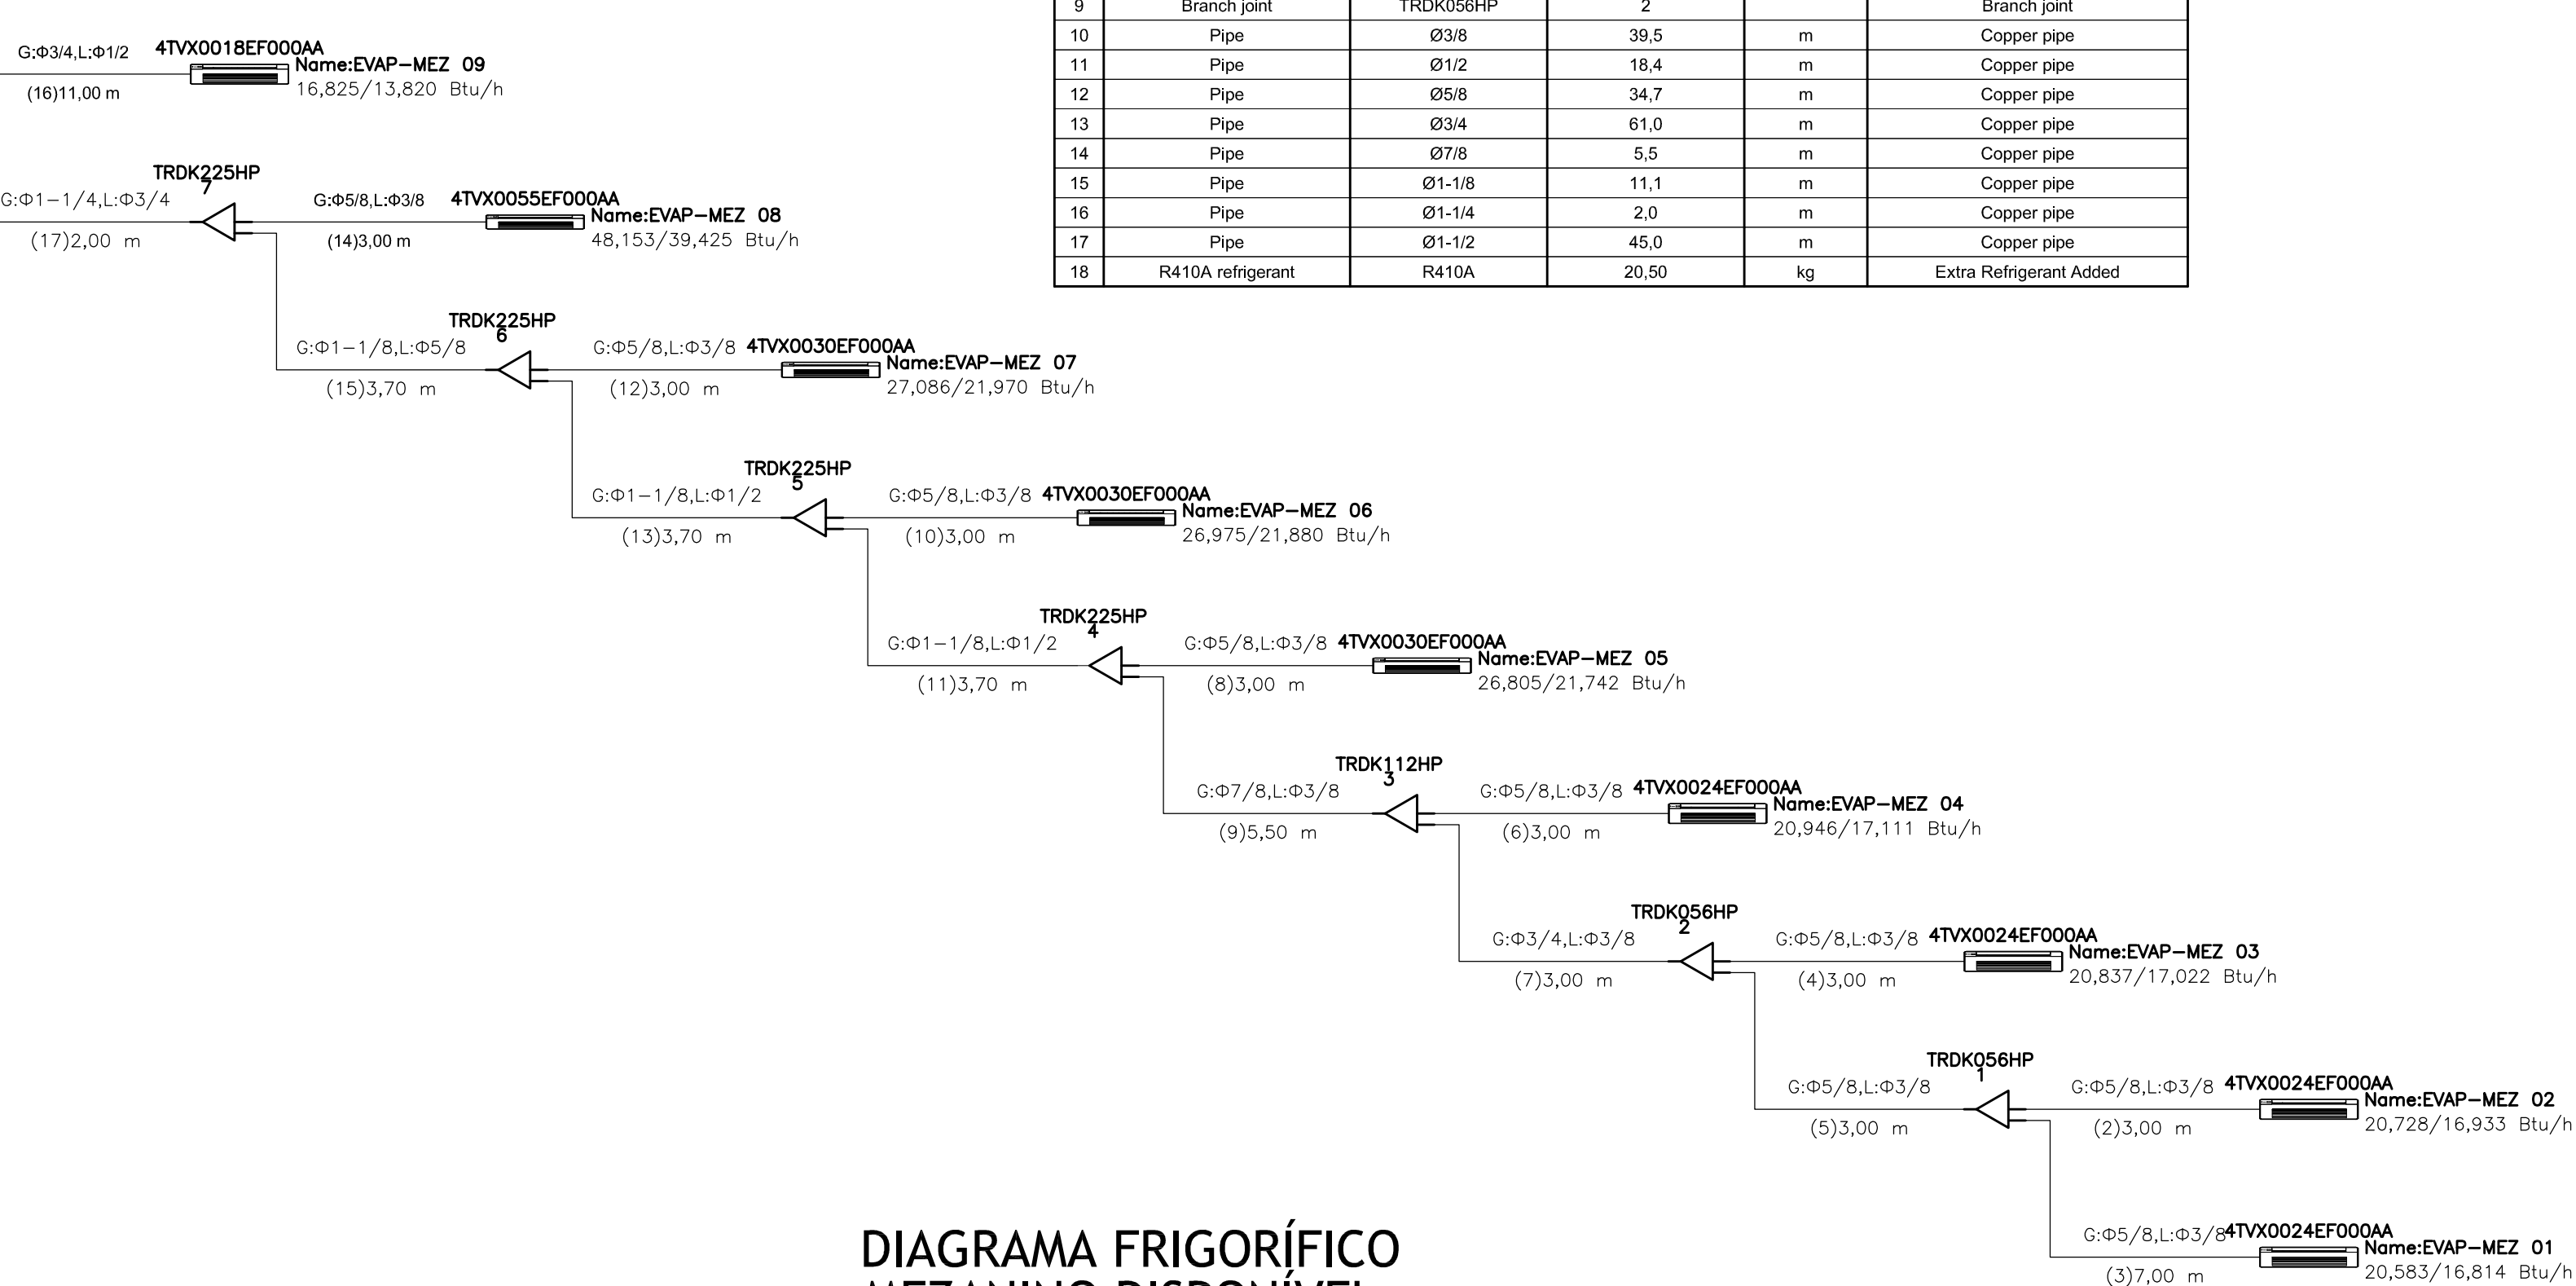 9 Branch joint TRDK056HP 2 Branch joint
10 Pipe Ø3/8 39,5 m Copper pipe
11 Pipe Ø1/2 18,4 m Copper pipe
12 Pipe Ø5/8 34,7 m Copper pipe
13 Pipe Ø3/4 61,0 m Copper pipe
14 Pipe Ø7/8 5,5 m Copper pipe
15 Pipe Ø1-1/8 11,1 m Copper pipe
16 Pipe Ø1-1/4 2,0 m Copper pipe
17 Pipe Ø1-1/2 45,0 m Copper pipe
18 R410A refrigerant R410A 20,50 kg Extra Refrigerant Added
G:Φ3/4,L:Φ1/2
(16)11,00 m
4TVX0018EF000AA
Name:EVAP-MEZ 09
16,825/13,820 Btu/h
G:Φ1-1/4,L:Φ3/4
(17)2,00 m
TRDK225HP
7
G:Φ5/8,L:Φ3/8
(14)3,00 m
4TVX0055EF000AA
Name:EVAP-MEZ 08
48,153/39,425 Btu/h
G:Φ1-1/8,L:Φ5/8
(15)3,70 m
TRDK225HP
6
G:Φ5/8,L:Φ3/8
(12)3,00 m
4TVX0030EF000AA
Name:EVAP-MEZ 07
27,086/21,970 Btu/h
G:Φ1-1/8,L:Φ1/2
(13)3,70 m
TRDK225HP
5
G:Φ5/8,L:Φ3/8
(10)3,00 m
4TVX0030EF000AA
Name:EVAP-MEZ 06
26,975/21,880 Btu/h
G:Φ1-1/8,L:Φ1/2
(11)3,70 m
TRDK225HP
4
G:Φ5/8,L:Φ3/8
(8)3,00 m
4TVX0030EF000AA
Name:EVAP-MEZ 05
26,805/21,742 Btu/h
G:Φ7/8,L:Φ3/8
(9)5,50 m
TRDK112HP
3
G:Φ5/8,L:Φ3/8
(6)3,00 m
4TVX0024EF000AA
Name:EVAP-MEZ 04
20,946/17,111 Btu/h
G:Φ3/4,L:Φ3/8
(7)3,00 m
TRDK056HP
2
G:Φ5/8,L:Φ3/8
(4)3,00 m
4TVX0024EF000AA
Name:EVAP-MEZ 03
20,837/17,022 Btu/h
G:Φ5/8,L:Φ3/8
(5)3,00 m
TRDK056HP
1
G:Φ5/8,L:Φ3/8
(2)3,00 m
4TVX0024EF000AA
Name:EVAP-MEZ 02
20,728/16,933 Btu/h
G:Φ5/8,L:Φ3/8
(3)7,00 m
4TVX0024EF000AA
Name:EVAP-MEZ 01
20,583/16,814 Btu/h
DIAGRAMA FRIGORÍFICO
MEZANINO DISPONÍVEL